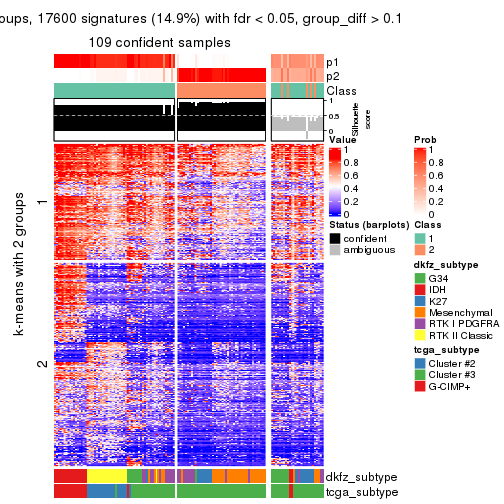 oups, 17600 signatures (14.9%) with fdr < 0.05, group_diff > 0.1
109 confident samples
p1
p2
Class
1
0.5
0
Silhouette
score
k-means with 2 groups
1
2
Value
1
0.8
0.6
0.4
0.2
0
Prob
1
0.8
0.6
0.4
0.2
0
Status (barplots)
confident
ambiguous
Class
1
2
dkfz_subtype
G34
IDH
K27
Mesenchymal
RTK I PDGFRA
RTK II Classic
tcga_subtype
Cluster #2
Cluster #3
G-CIMP+
dkfz_subtype
tcga_subtype